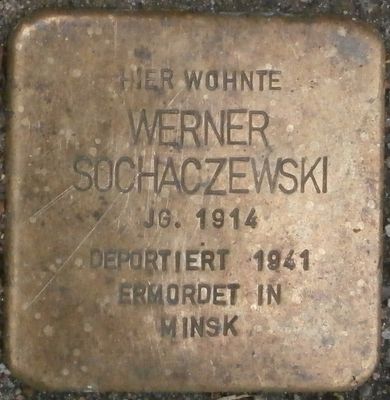 HIER WOHNTE
WERNER
SOCHACZEWSKI
JG. 1914
DEPORTIERT 1941
ERMORDET IN
MINSK